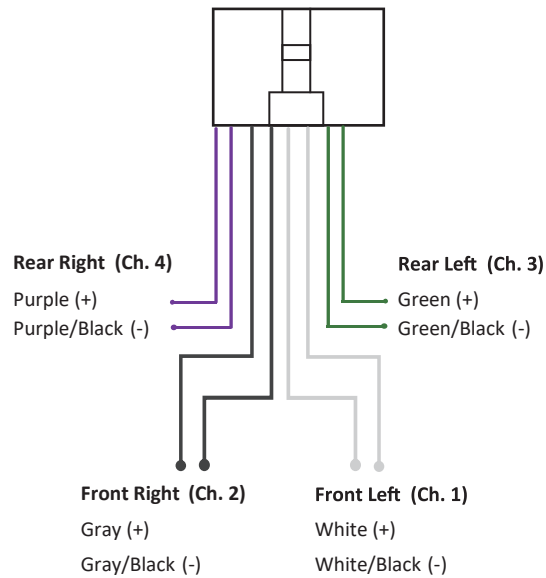 Rear Right (Ch. 4)
Purple (+)
Purple/Black (-)
Rear Left (Ch. 3)
Green (+)
Green/Black (-)
Front Right (Ch. 2)
Gray (+)
Gray/Black (-)
Front Left (Ch. 1)
White (+)
White/Black (-)